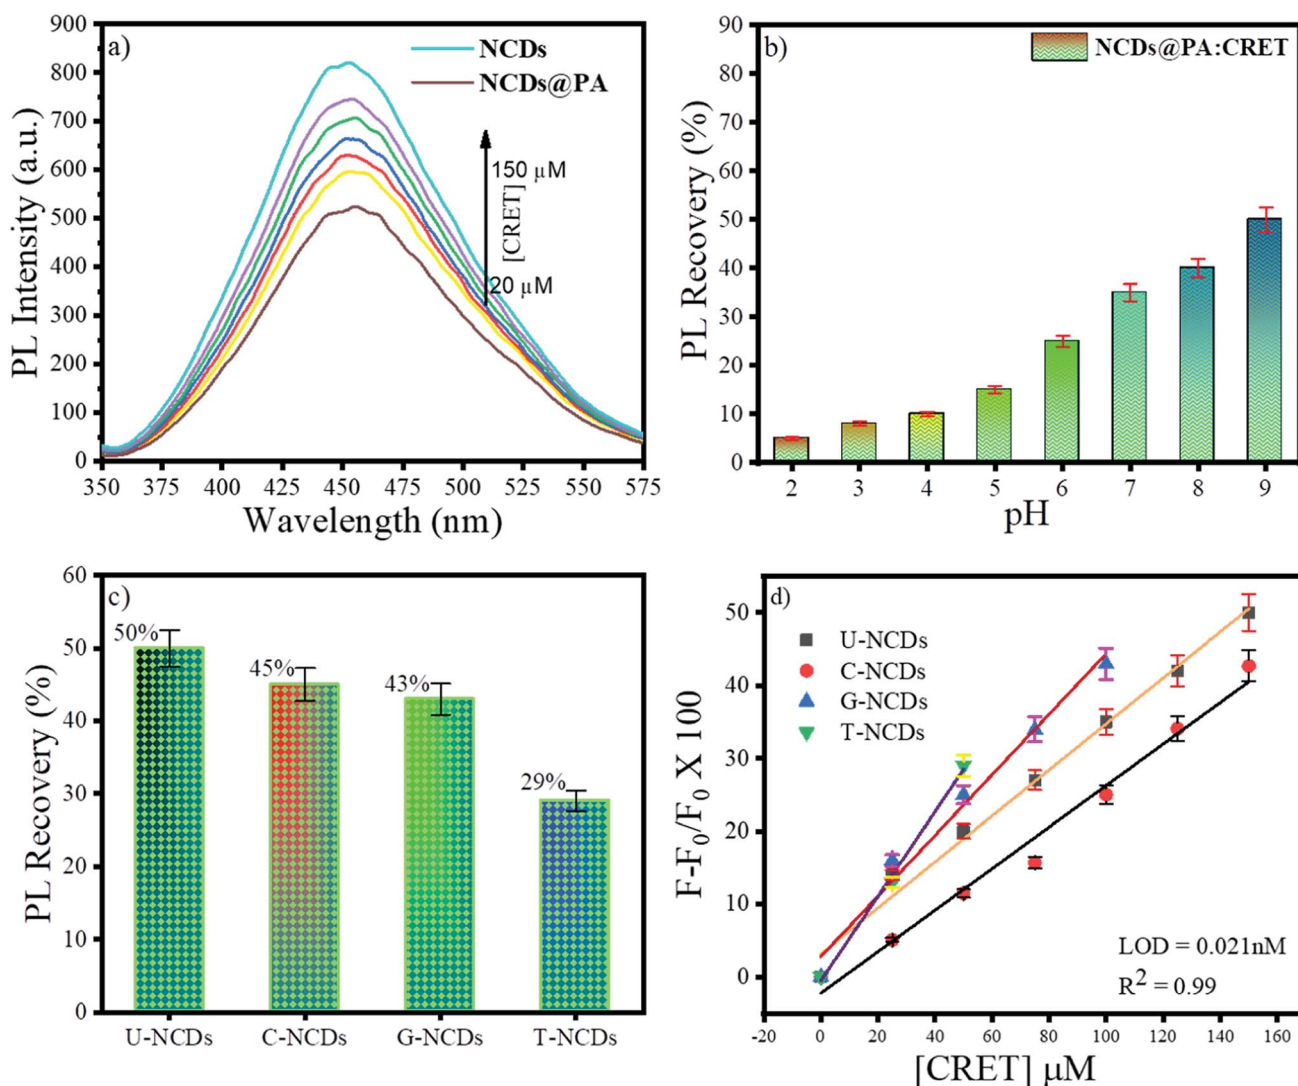 a)
NCDs
NCDs@PA
150 µM
[CRET]
20 µM
900
800
700
600
500
400
300
200
100
0
PL Intensity (a.u.)
350 375 400 425 450 475 500 525 550 575
Wavelength (nm)
b)
NCDs@PA:CRET
90
80
70
60
50
40
30
20
10
0
PL Recovery (%)
2 3 4 5 6 7 8 9
pH
c)
60
50
40
30
20
10
0
PL Recovery (%)
50%
45%
43%
29%
U-NCDs C-NCDs G-NCDs T-NCDs
d)
U-NCDs
C-NCDs
G-NCDs
T-NCDs
50
40
30
20
10
0
F-F0/F0 X 100
LOD = 0.021nM
R2 = 0.99
-20 0 20 40 60 80 100 120 140 160
[CRET] µM